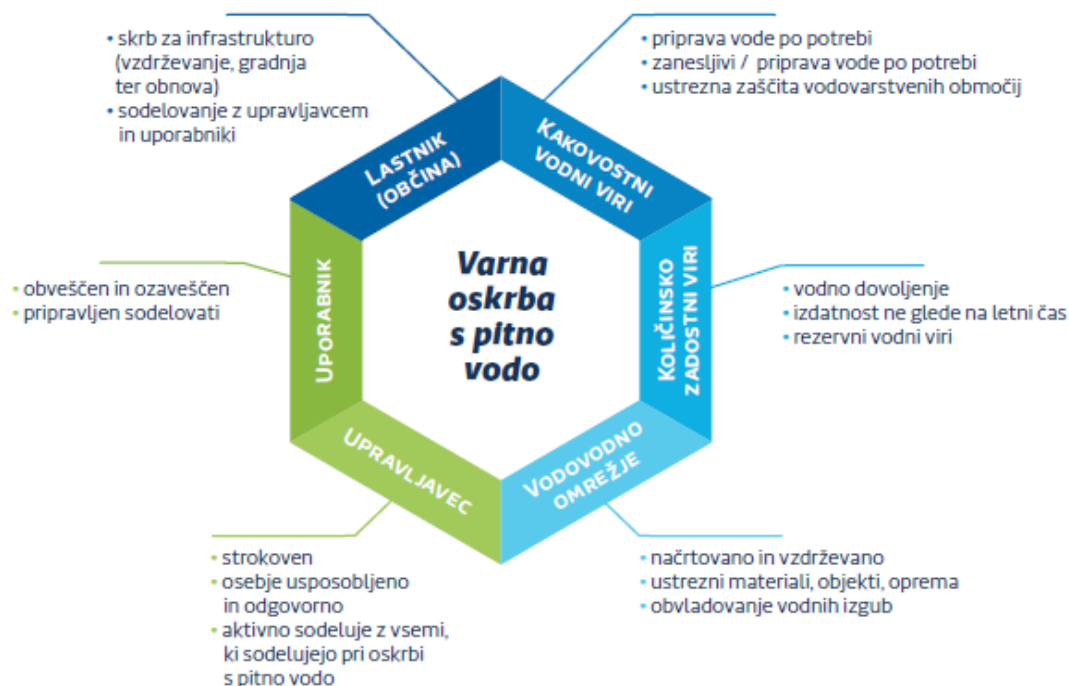 • skrb za infrastrukturo
(vzdrževanje, gradnja
ter obnova)
• sodelovanje z upravljavcem
in uporabniki
• priprava vode po potrebi
• zanesljivi / priprava vode po potrebi
• ustrezna zaščita vodovarstvenih območij
LASTNIK
(OBČINA)
KAKOVOSTNI
VODNI VIRI
UPORABNIK
Varna
oskrba
s pitno
vodo
KOLIČINSKO
ZADOSTNI VIRI
• obveščen in ozaveščen
• pripravljen sodelovati
• vodno dovoljenje
• izdatnost ne glede na letni čas
• rezervni vodni viri
UPRAVLJAVEC
VODOVODNO
OMREŽJE
• strokoven
• osebje usposobljeno
in odgovorno
• aktivno sodeluje z vsemi,
ki sodelujejo pri oskrbi
s pitno vodo
• načrtovano in vzdrževano
• ustrezni materiali, objekti, oprema
• obvladovanje vodnih izgub